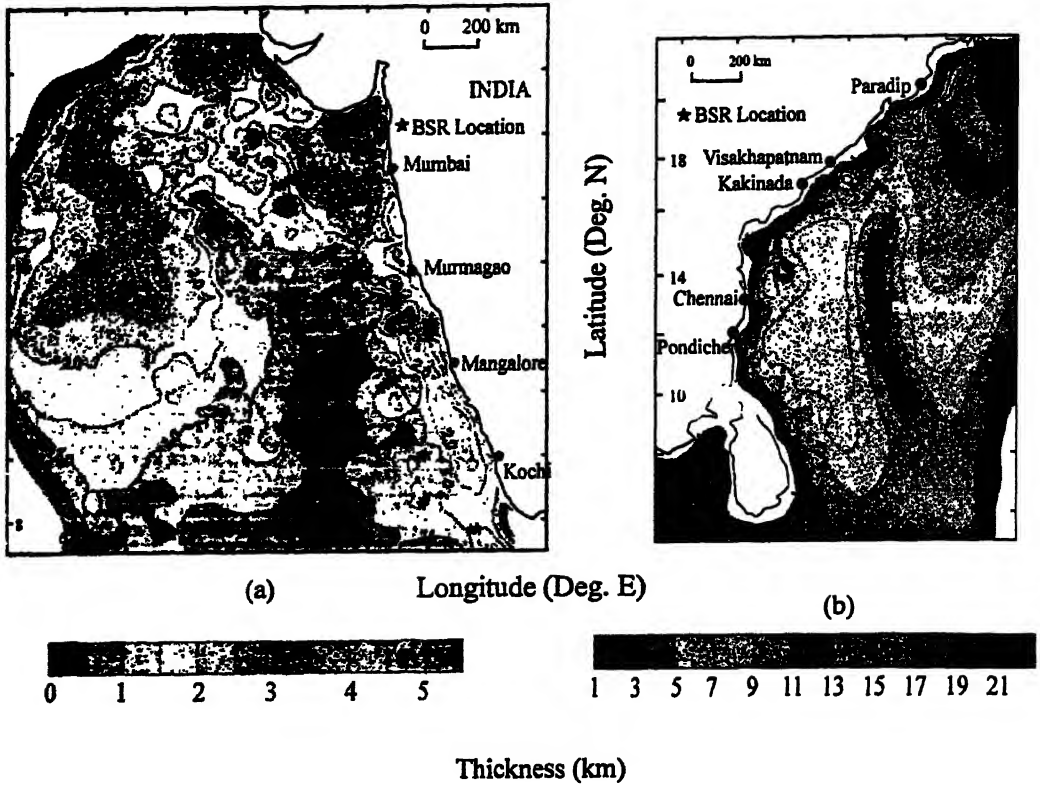 0 200 km
INDIA
★ BSR Location
Mumbai
Murmagao
Mangalore
Kochi
8
(a)
0 200 km
★ BSR Location
Paradip
Visakhapatnam
Kakinada
Chennai
Pondiche
18
14
10
Latitude (Deg. N)
(b)
Longitude (Deg. E)
0 1 2 3 4 5
1 3 5 7 9 11 13 15 17 19 21
Thickness (km)